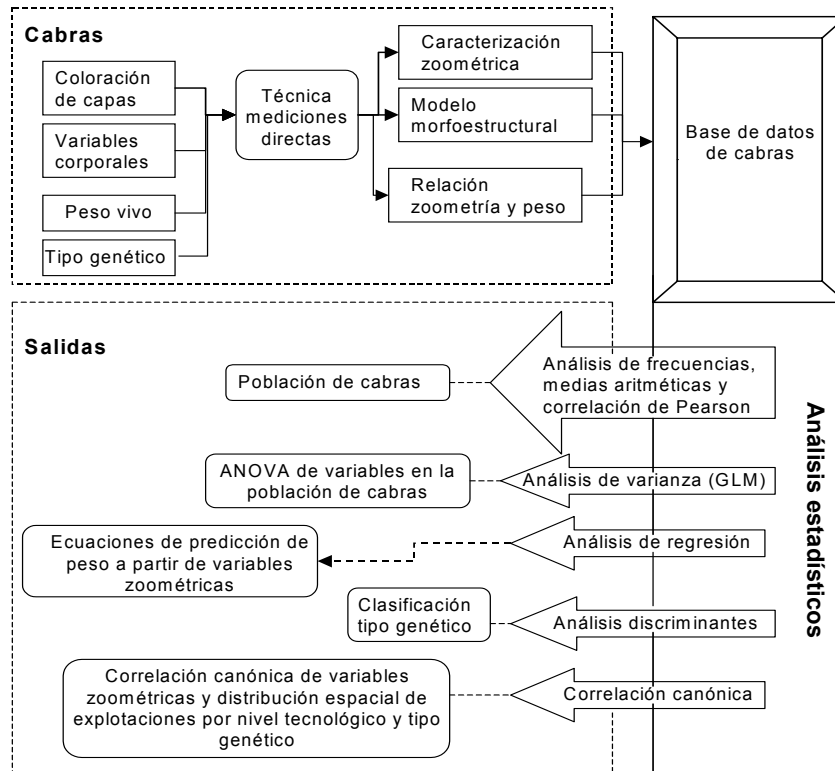 Cabras
Coloración
de capas
Variables
corporales
Peso vivo
Tipo genético
Técnica
mediciones
directas
Caracterización
zoométrica
Modelo
morfoestructural
Relación
zoometría y peso
Base de datos
de cabras
Salidas
Población de cabras
Análisis de frecuencias,
medias aritméticas y
correlación de Pearson
ANOVA de variables en la
población de cabras
Análisis de varianza (GLM)
Ecuaciones de predicción de
peso a partir de variables
zoométricas
Análisis de regresión
Clasificación
tipo genético
Análisis discriminantes
Correlación canónica de variables
zoométricas y distribución espacial de
explotaciones por nivel tecnológico y tipo
genético
Correlación canónica
Análisis estadísticos